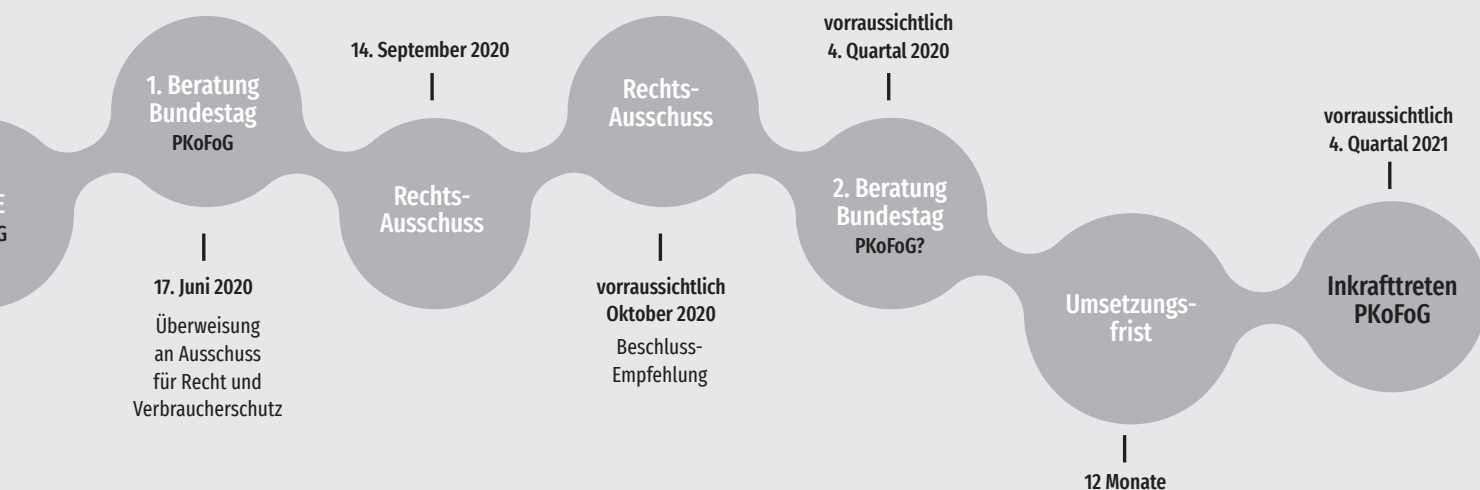 1. Beratung
Bundestag
PKoFoG
17. Juni 2020
Überweisung
an Ausschuss
für Recht und
Verbraucherschutz
14. September 2020
Rechts-
Ausschuss
Rechts-
Ausschuss
vorraussichtlich
Oktober 2020
Beschluss-
Empfehlung
vorraussichtlich
4. Quartal 2020
2. Beratung
Bundestag
PKoFoG?
Umsetzungs-
frist
12 Monate
vorraussichtlich
4. Quartal 2021
Inkrafttreten
PKoFoG